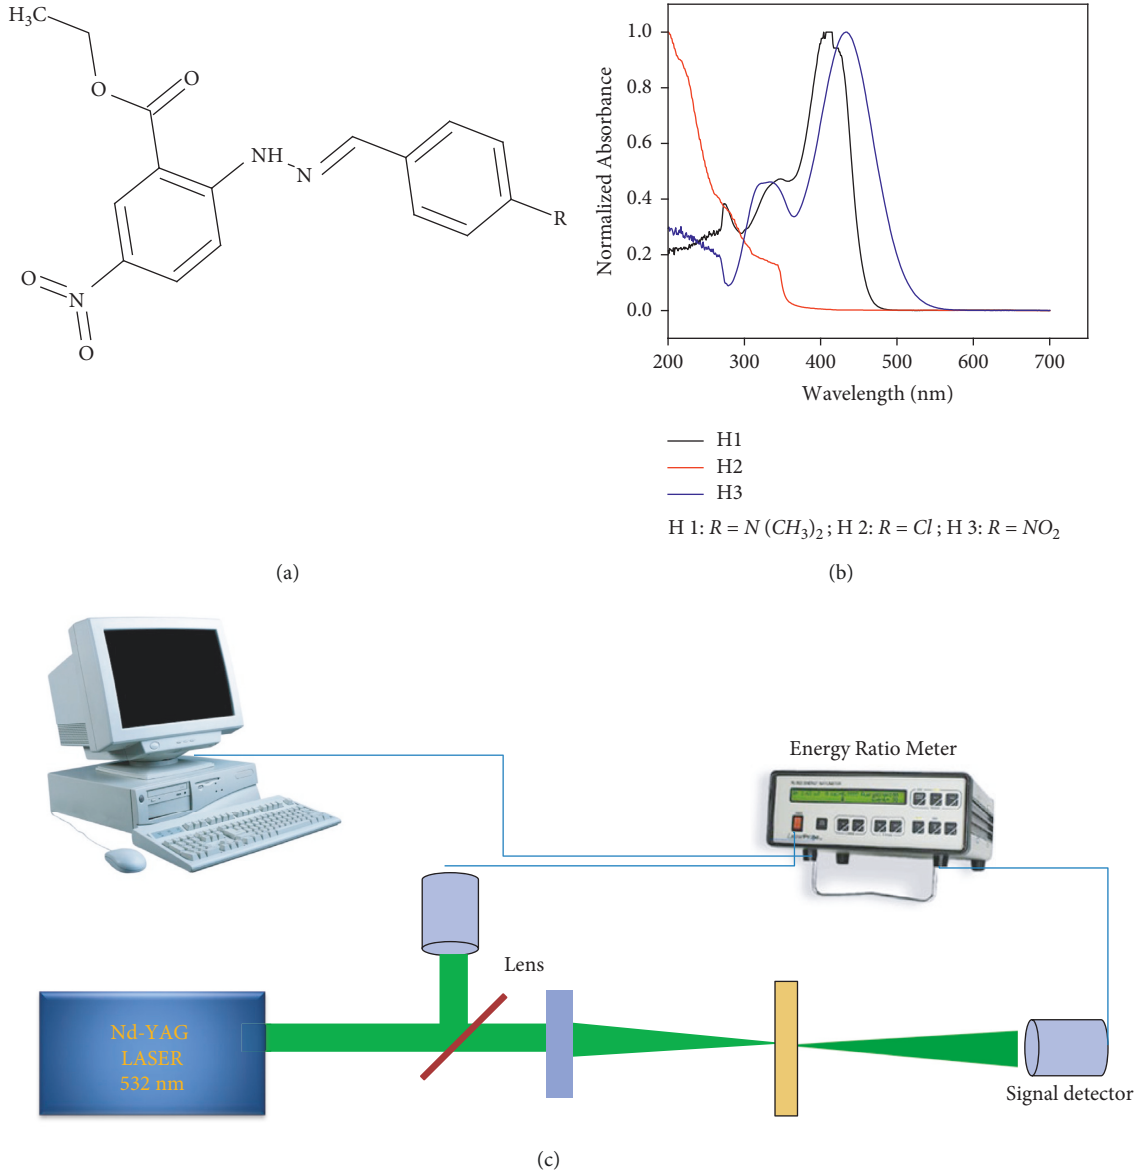 H₃C
O
O
NH
N
R
O
N
O
(a)
1.0
0.8
0.6
0.4
0.2
0.0
Normalized Absorbance
200 300 400 500 600 700
Wavelength (nm)
H1
H2
H3
H 1: R = N (CH₃)₂ ; H 2: R = Cl ; H 3: R = NO₂
(b)
Energy Ratio Meter
Lens
Nd-YAG
LASER
532 nm
Signal detector
(c)